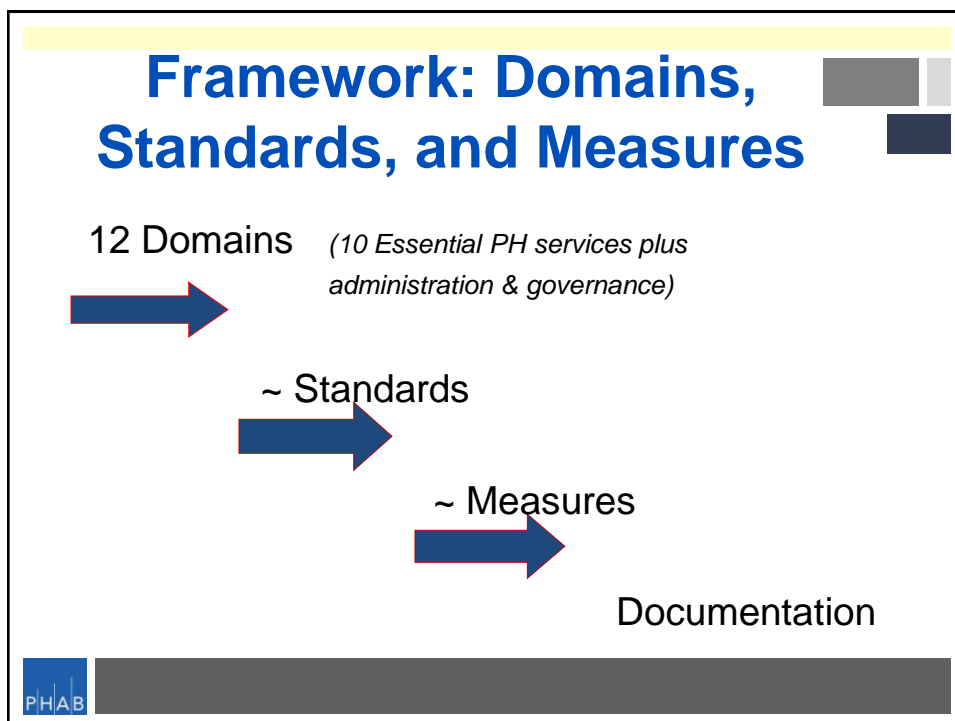 Framework: Domains,
Standards, and Measures
12 Domains (10 Essential PH services plus
administration & governance)
~ Standards
~ Measures
Documentation
PHAB